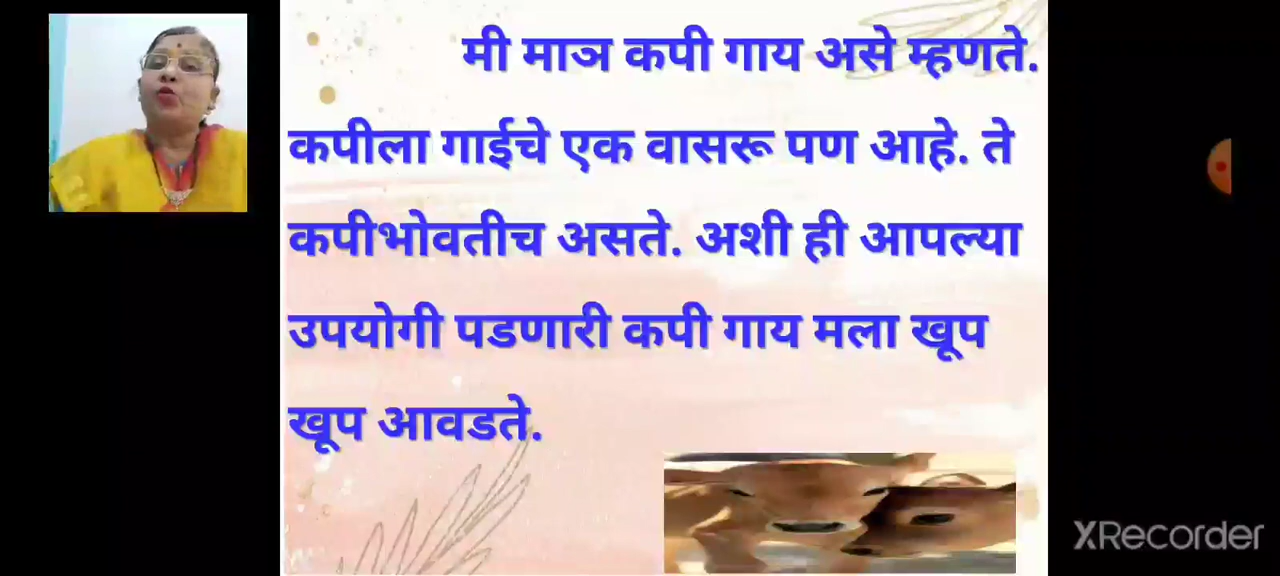 मी माञ कपी गाय असे म्हणते.
कपीला गाईचे एक वासरू पण आहे. ते
कपीभोवतीच असते. अशी ही आपल्या
उपयोगी पडणारी कपी गाय मला खूप
खूप आवडते.
XRecorder